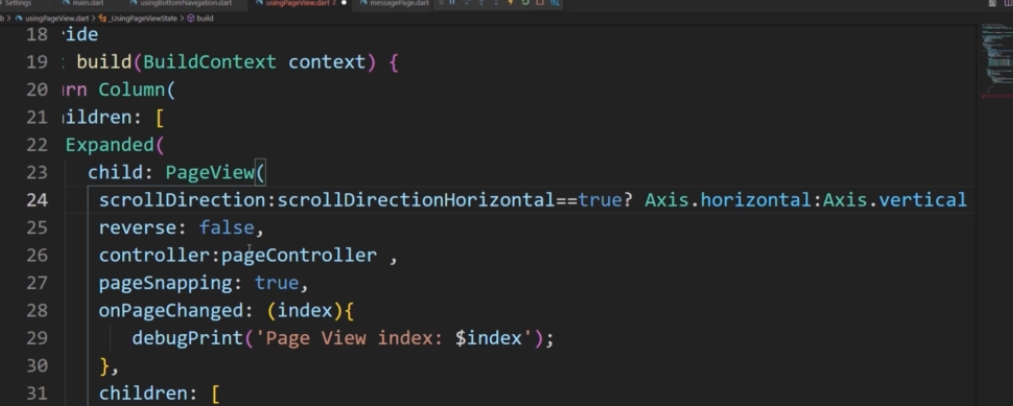 Settings main.dart usingBottomNavigation.dart usingPageView.dart 2 messagePage.dart
b > usingPageView.dart > _UsingPageViewState > build
18 ride
19 build(BuildContext context) {
20 urn Column(
21 ildren: [
22 Expanded(
23 child: PageView(
24 scrollDirection:scrollDirectionHorizontal==true? Axis.horizontal:Axis.vertical
25 reverse: false,
26 controller:pageController ,
27 pageSnapping: true,
28 onPageChanged: (index){
29 debugPrint('Page View index: $index');
30 },
31 children: [